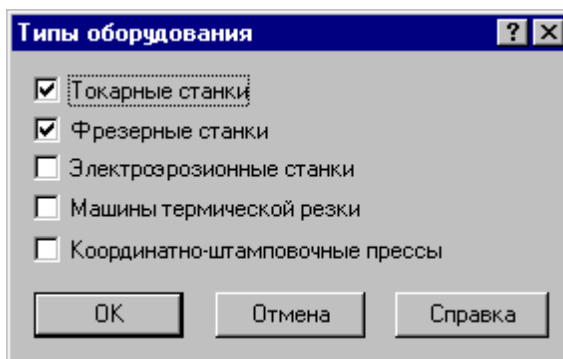 Типы оборудования
Токарные станки
Фрезерные станки
Электроэрозионные станки
Машины термической резки
Координатно-штамповочные прессы
OK Отмена Справка